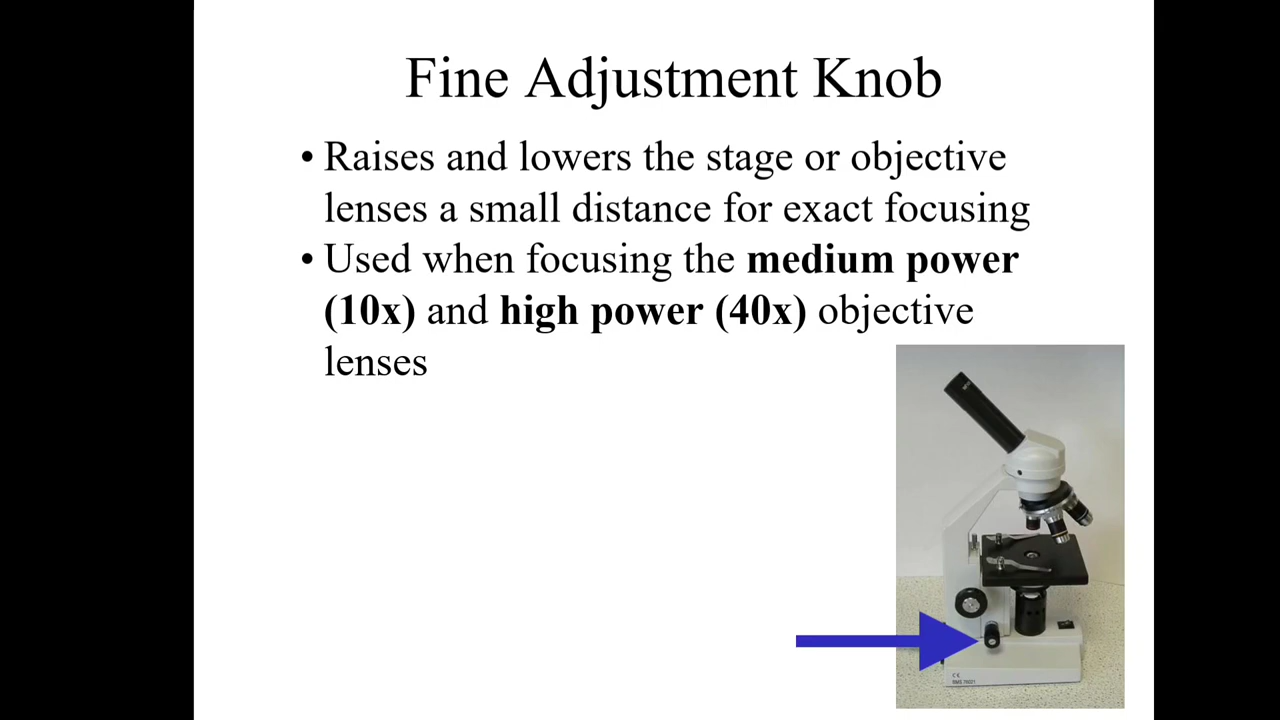 Fine Adjustment Knob
• Raises and lowers the stage or objective
lenses a small distance for exact focusing
• Used when focusing the medium power
(10x) and high power (40x) objective
lenses